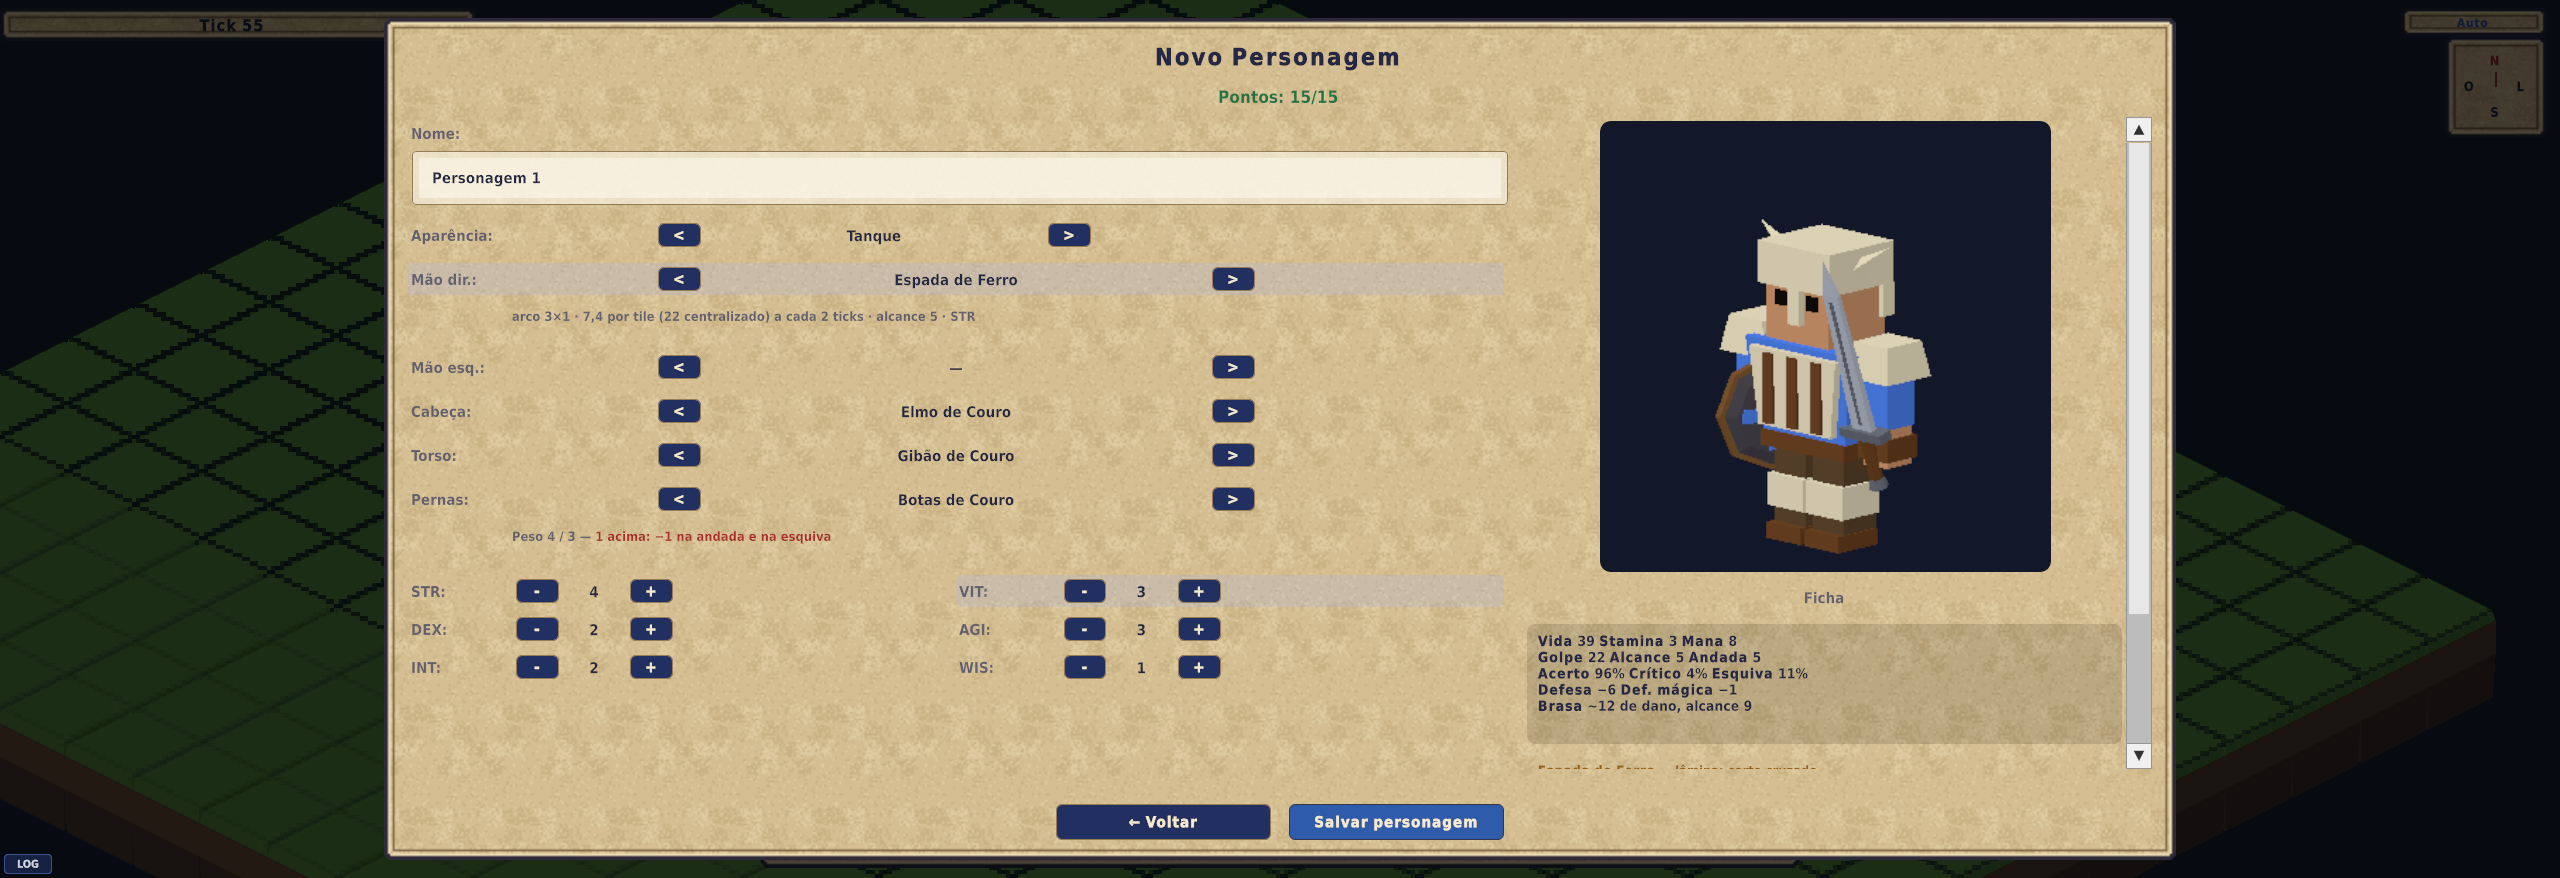 Tick 55
Auto
N
O L
S
Novo Personagem
Pontos: 15/15
Nome:
Personagem 1
Aparência: < Tanque >
Mão dir.: < Espada de Ferro >
arco 3×1 · 7,4 por tile (22 centralizado) a cada 2 ticks · alcance 5 · STR
Mão esq.: < — >
Cabeça: < Elmo de Couro >
Torso: < Gibão de Couro >
Pernas: < Botas de Couro >
Peso 4 / 3 — 1 acima: −1 na andada e na esquiva
STR: - 4 + VIT: - 3 +
DEX: - 2 + AGI: - 3 +
INT: - 2 + WIS: - 1 +
Ficha
Vida 39 Stamina 3 Mana 8
Golpe 22 Alcance 5 Andada 5
Acerto 96% Crítico 4% Esquiva 11%
Defesa −6 Def. mágica −1
Brasa ~12 de dano, alcance 9
← Voltar
Salvar personagem
LOG